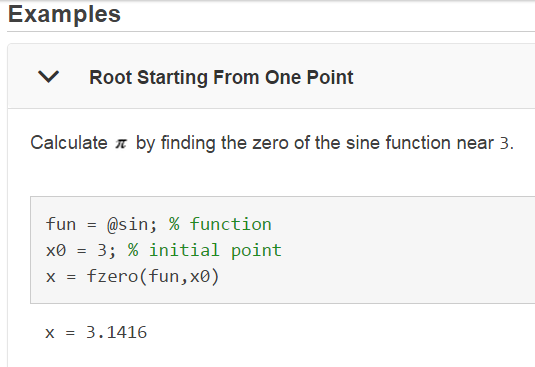 Examples
Root Starting From One Point
Calculate π by finding the zero of the sine function near 3.
fun = @sin; % function
x0 = 3; % initial point
x = fzero(fun,x0)
x = 3.1416